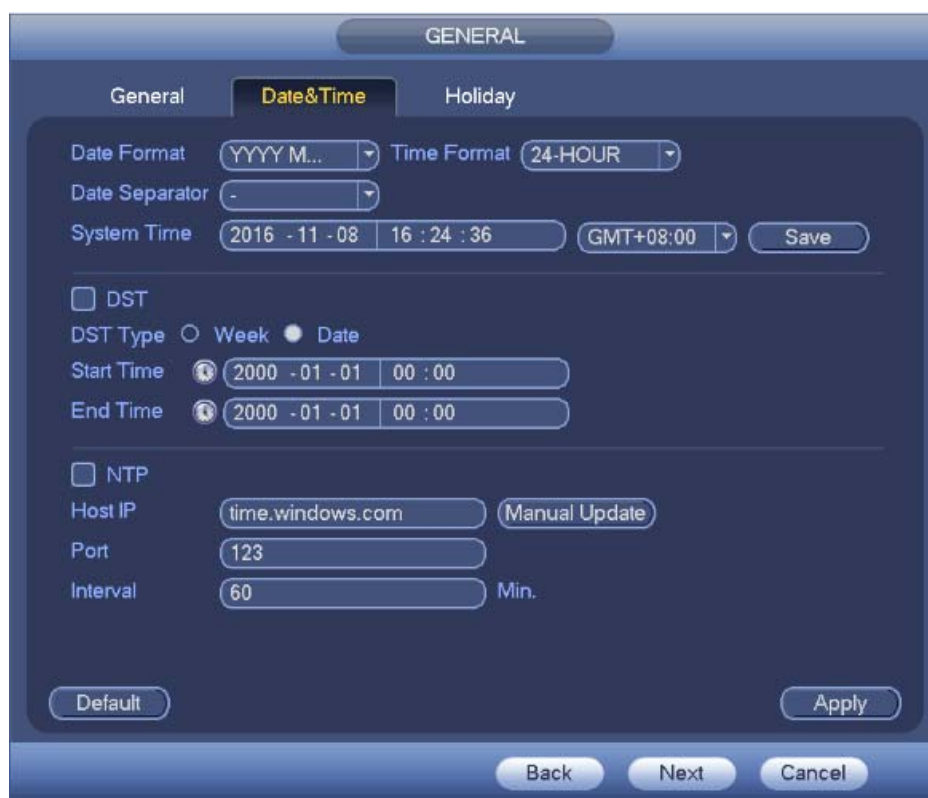 GENERAL
General Date&Time Holiday
Date Format YYYY M... Time Format 24-HOUR
Date Separator -
System Time 2016 - 11 - 08 16 : 24 : 36 GMT+08:00 Save
DST
DST Type Week Date
Start Time 2000 - 01 - 01 00 : 00
End Time 2000 - 01 - 01 00 : 00
NTP
Host IP time.windows.com Manual Update
Port 123
Interval 60 Min.
Default Apply
Back Next Cancel